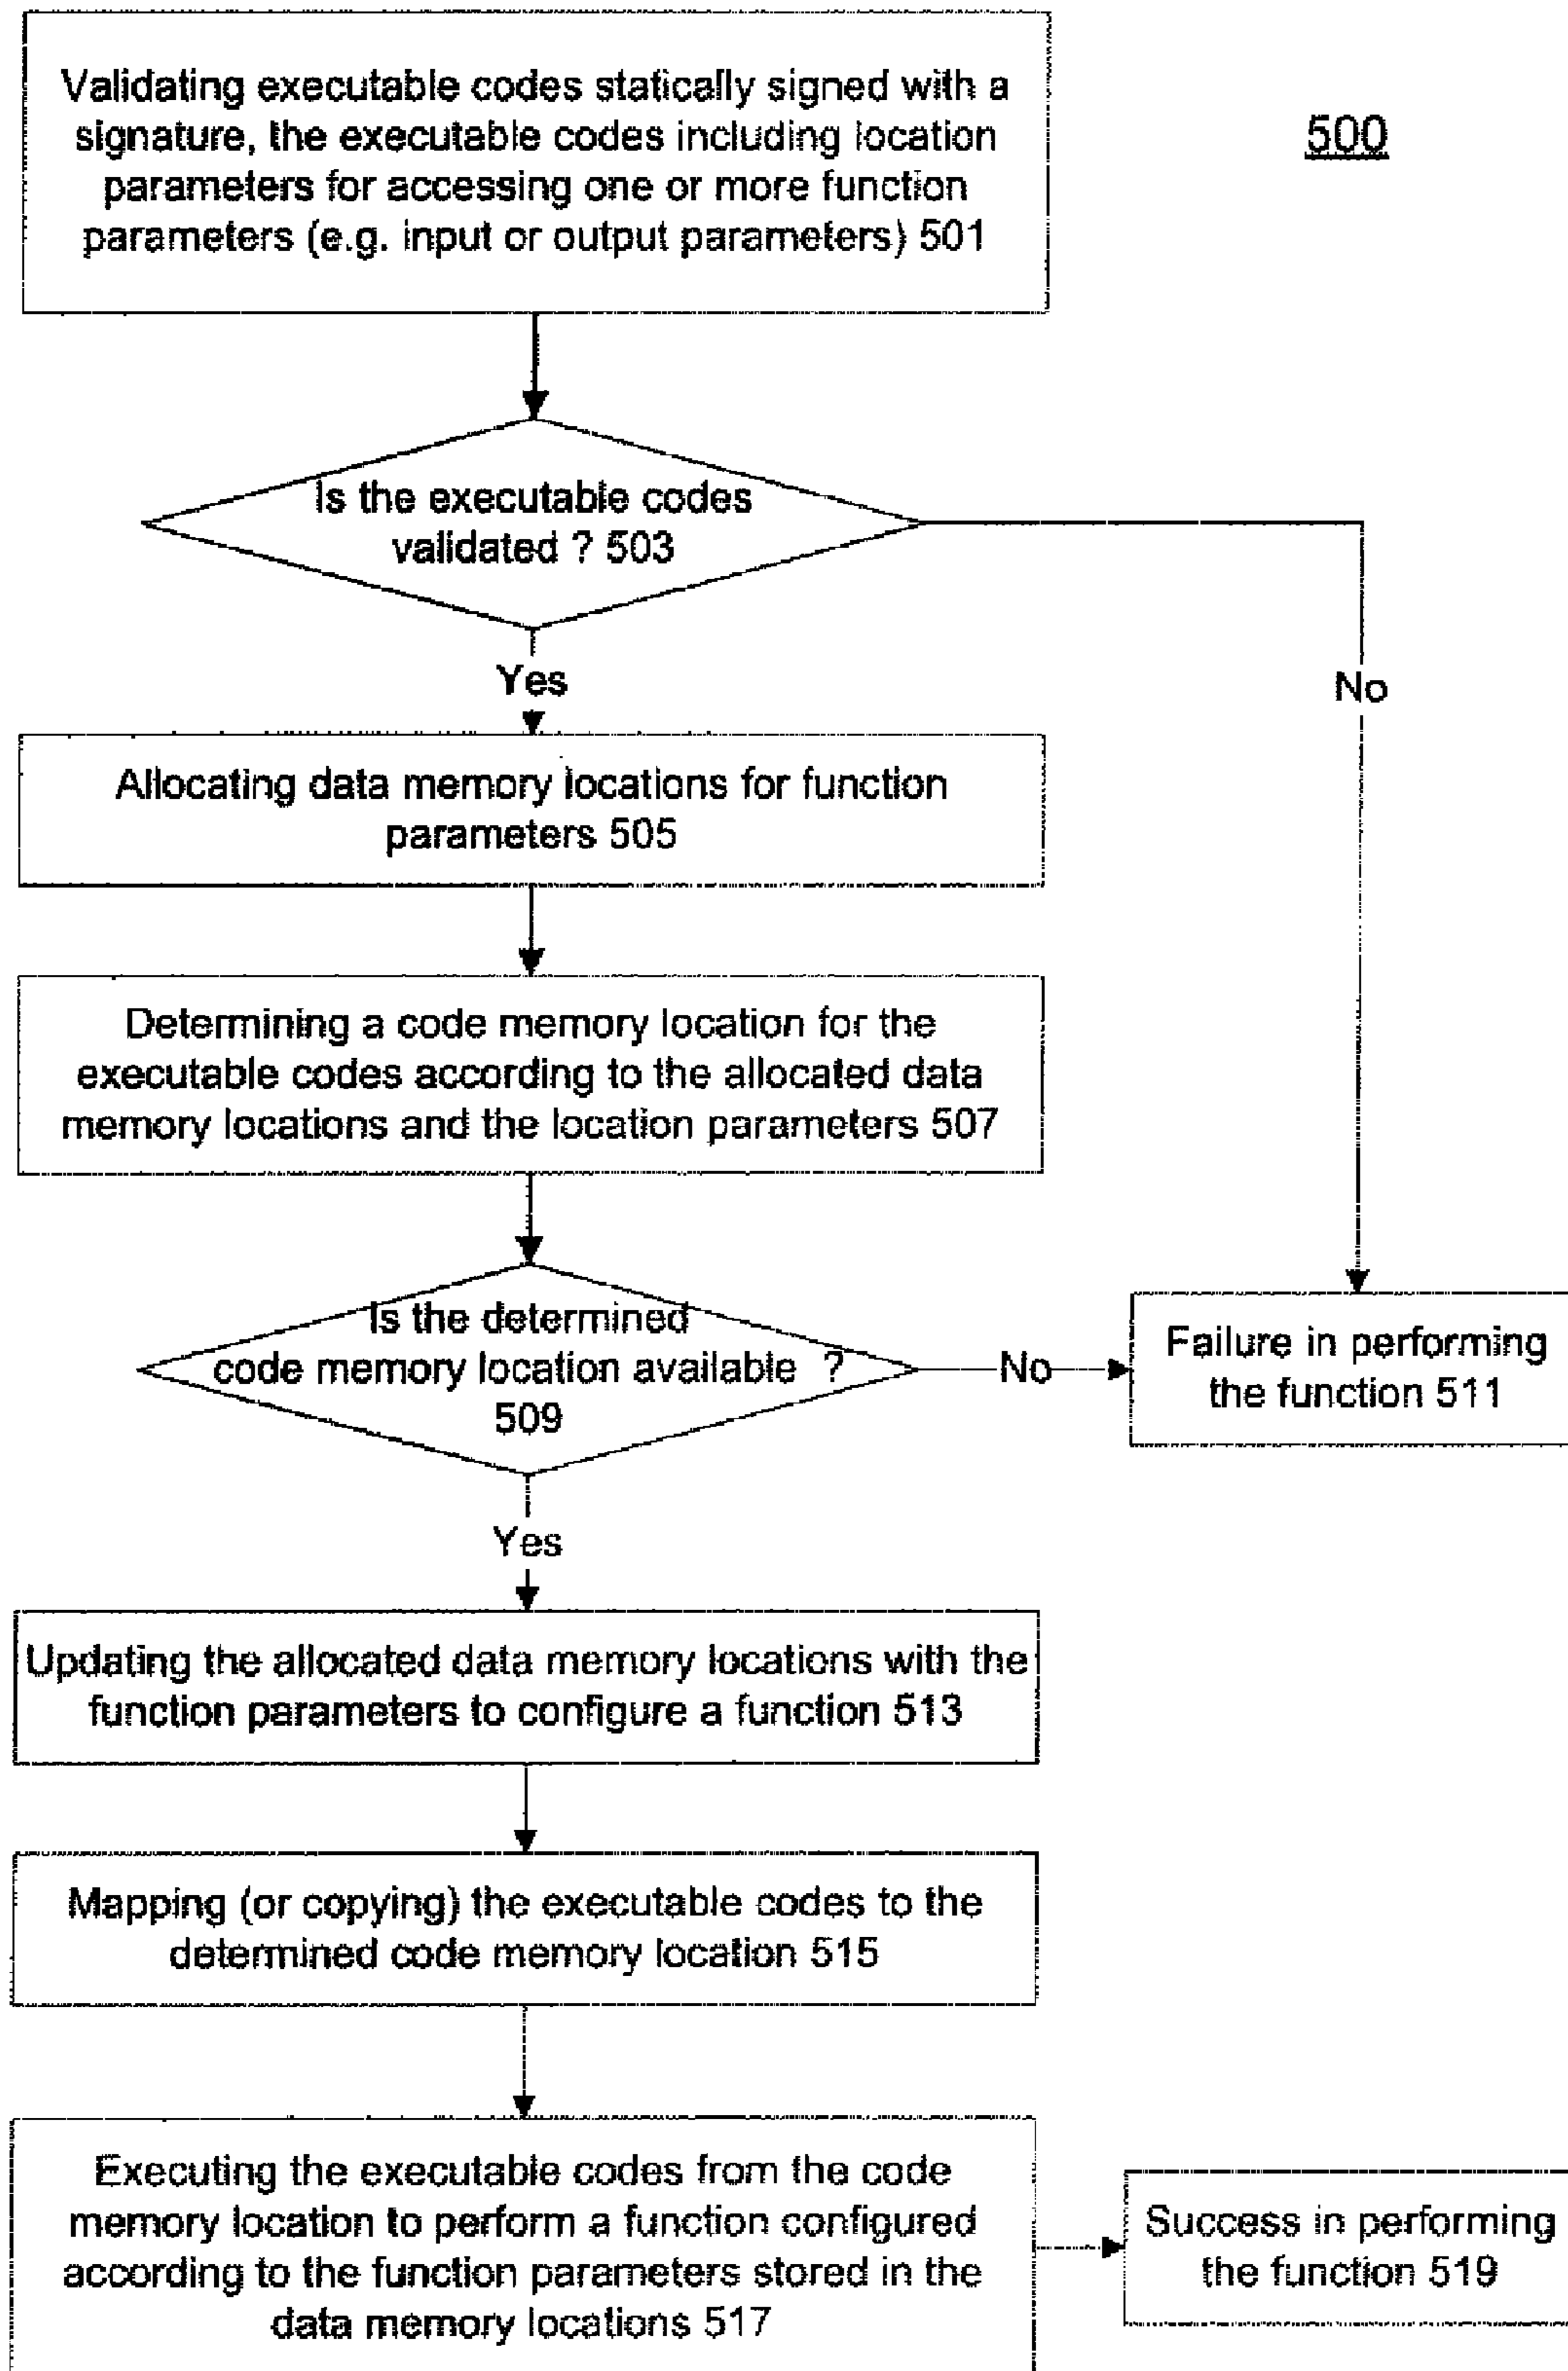 Validating executable codes statically signed with a
signature, the executable codes including location
parameters for accessing one or more function
parameters (e.g. input or output parameters) 501
500
Is the executable codes
validated ? 503
Yes
No
Allocating data memory locations for function
parameters 505
Determining a code memory location for the
executable codes according to the allocated data
memory locations and the location parameters 507
Is the determined
code memory location available ?
509
No
Failure in performing
the function 511
Yes
Updating the allocated data memory locations with the
function parameters to configure a function 513
Mapping (or copying) the executable codes to the
determined code memory location 515
Executing the executable codes from the code
memory location to perform a function configured
according to the function parameters stored in the
data memory locations 517
Success in performing
the function 519